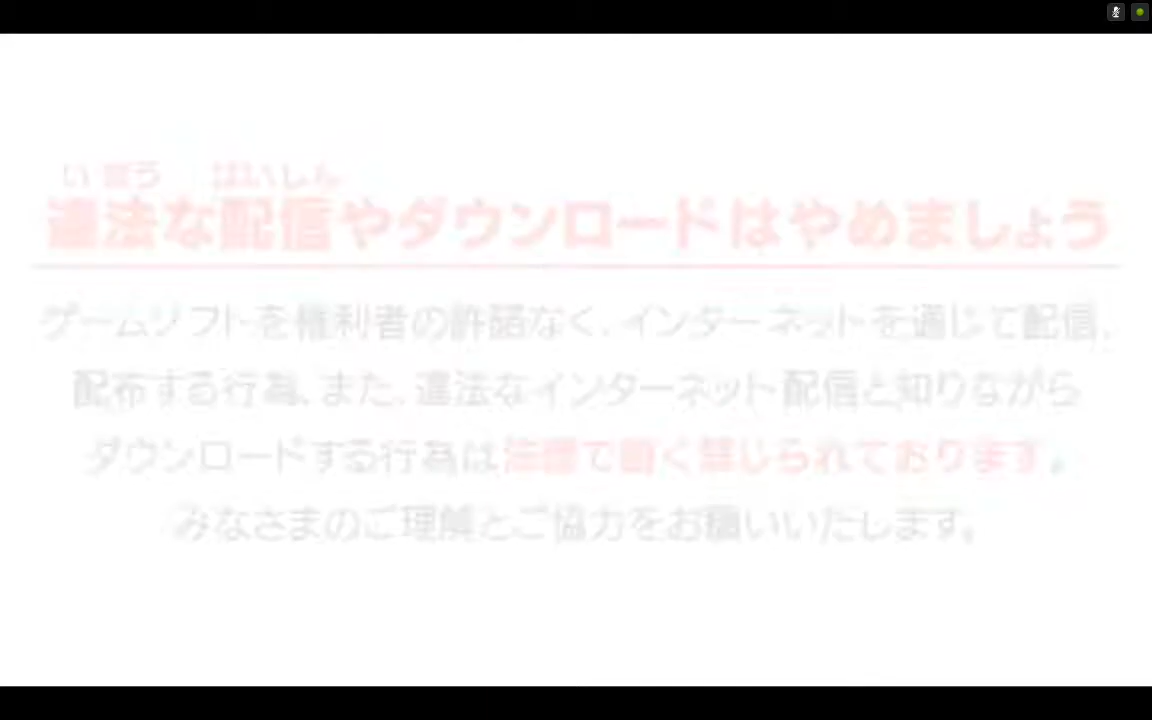 いほう はいしん
違法な配信やダウンロードはやめましょう
ゲームソフトを権利者の許諾なく、インターネットを通じて配信、
配布する行為、また、違法なインターネット配信と知りながら
ダウンロードする行為は法律で固く禁じられております。
みなさまのご理解とご協力をお願いいたします。